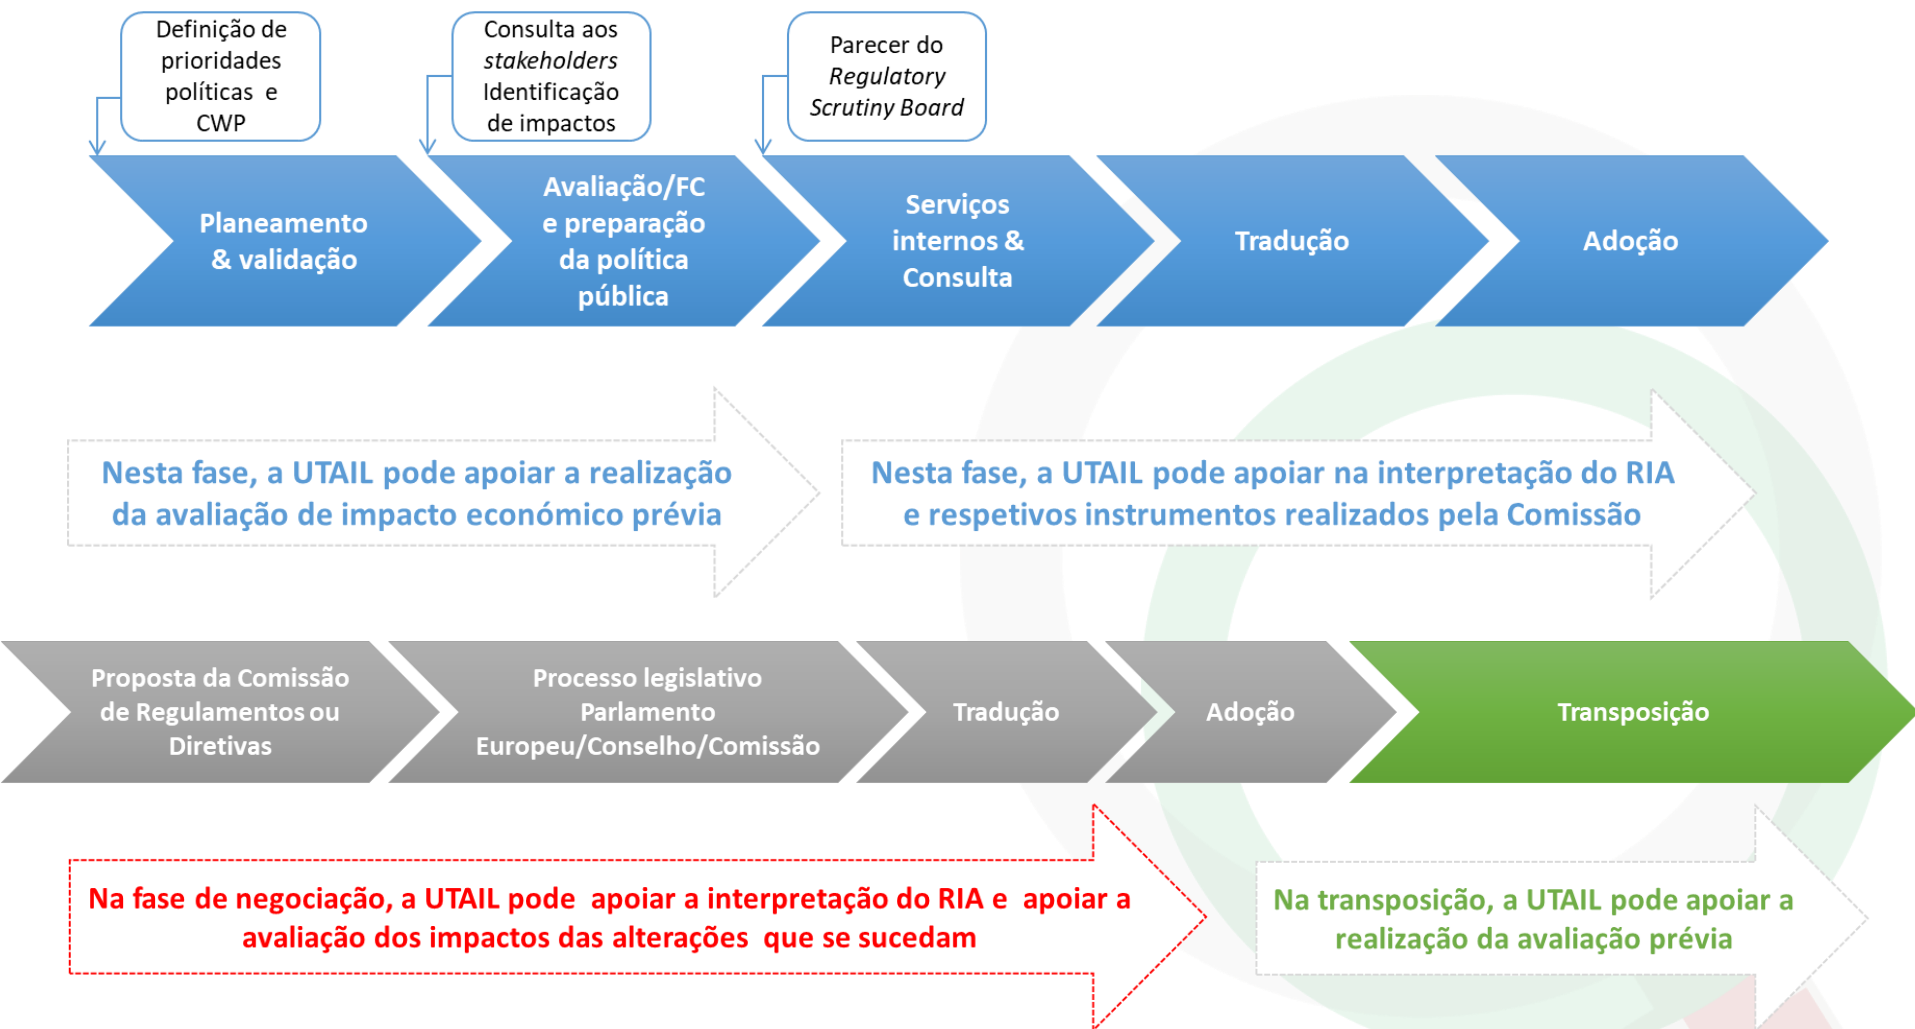 Definição de
prioridades
políticas e
CWP
Consulta aos
stakeholders
Identificação
de impactos
Parecer do
Regulatory
Scrutiny Board
Planeamento
& validação
Avaliação/FC
e preparação
da política
pública
Serviços
internos &
Consulta
Tradução
Adoção
Nesta fase, a UTAIL pode apoiar a realização
da avaliação de impacto económico prévia
Nesta fase, a UTAIL pode apoiar na interpretação do RIA
e respetivos instrumentos realizados pela Comissão
Proposta da Comissão
de Regulamentos ou
Diretivas
Processo legislativo
Parlamento
Europeu/Conselho/Comissão
Tradução
Adoção
Transposição
Na fase de negociação, a UTAIL pode apoiar a interpretação do RIA e apoiar a
avaliação dos impactos das alterações que se sucedam
Na transposição, a UTAIL pode apoiar a
realização da avaliação prévia